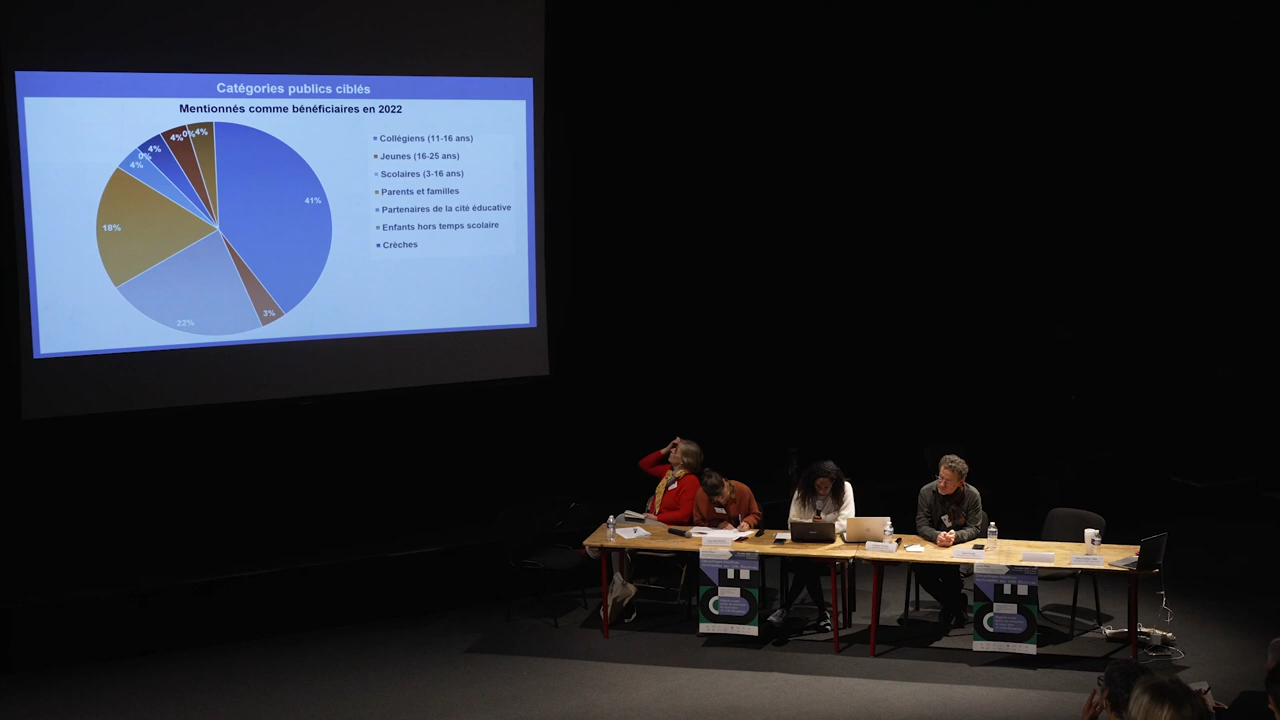 Catégories publics ciblés
Mentionnés comme bénéficiaires en 2022
4%
0%
4%
4%
0%
4%
41%
18%
22%
3%
Collégiens (11-16 ans)
Jeunes (16-25 ans)
Scolaires (3-16 ans)
Parents et familles
Partenaires de la cité éducative
Enfants hors temps scolaire
Crèches